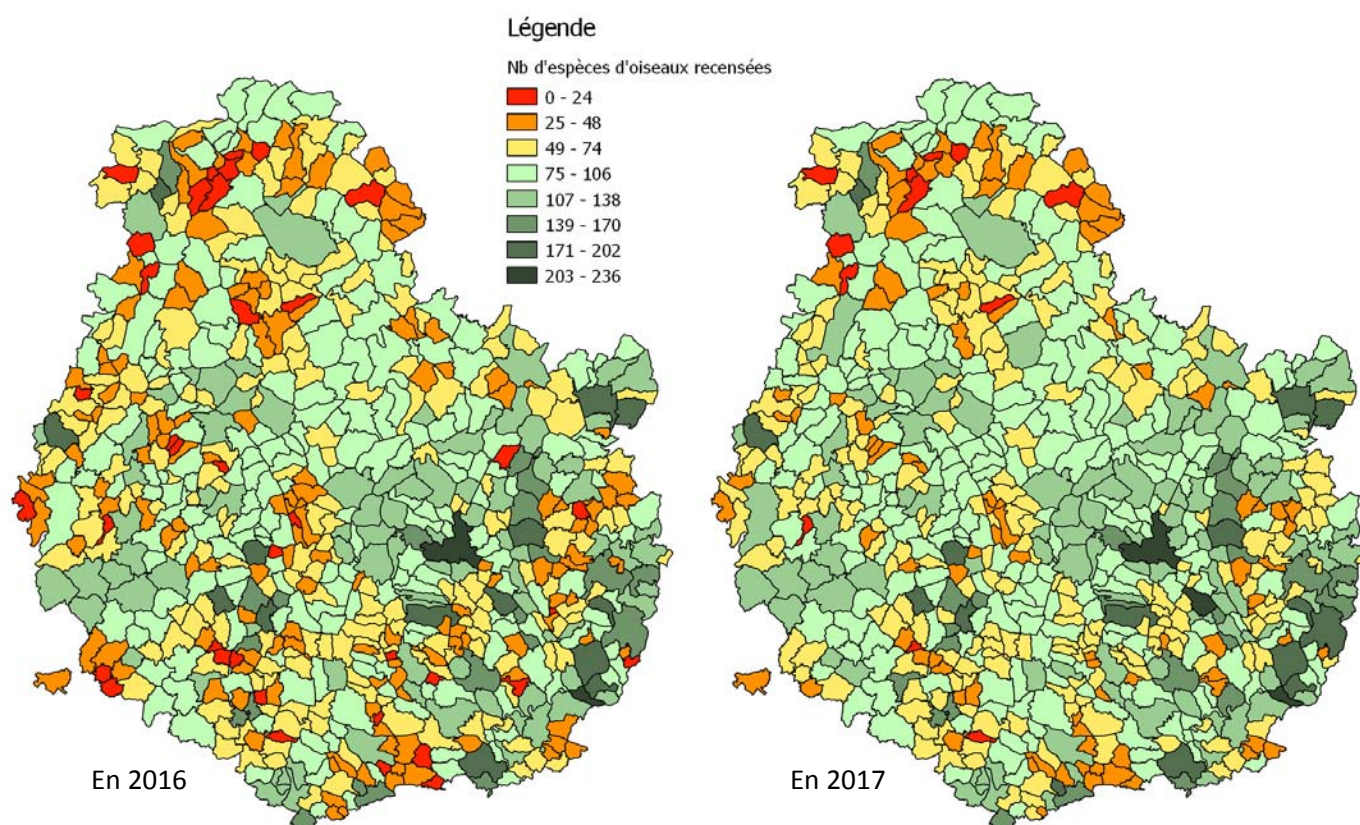 Légende
Nb d'espèces d'oiseaux recensées
0 - 24
25 - 48
49 - 74
75 - 106
107 - 138
139 - 170
171 - 202
203 - 236
En 2016
En 2017